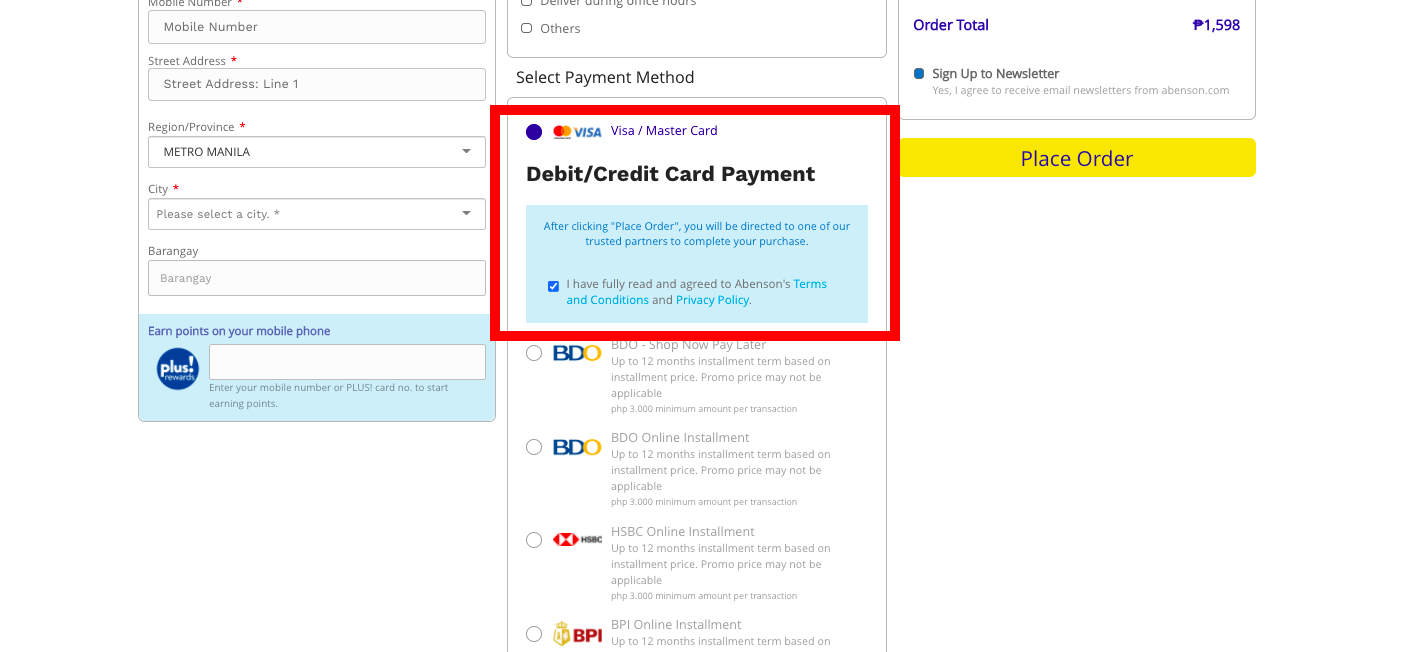 Mobile Number *
Mobile Number
Street Address *
Street Address: Line 1
Region/Province *
METRO MANILA
City *
Please select a city. *
Barangay
Barangay
Earn points on your mobile phone
plus!
rewards
Enter your mobile number or PLUS! card no. to start
earning points.
Deliver during office hours
Others
Select Payment Method
VISA
Visa / Master Card
Debit/Credit Card Payment
After clicking "Place Order", you will be directed to one of our
trusted partners to complete your purchase.
I have fully read and agreed to Abenson's Terms
and Conditions and Privacy Policy.
BDO
BDO - Shop Now Pay Later
Up to 12 months installment term based on
installment price. Promo price may not be
applicable
php 3.000 minimum amount per transaction
BDO
BDO Online Installment
Up to 12 months installment term based on
installment price. Promo price may not be
applicable
php 3.000 minimum amount per transaction
HSBC
HSBC Online Installment
Up to 12 months installment term based on
installment price. Promo price may not be
applicable
php 3.000 minimum amount per transaction
BPI
BPI Online Installment
Up to 12 months installment term based on
Order Total ₱1,598
Sign Up to Newsletter
Yes, I agree to receive email newsletters from abenson.com
Place Order